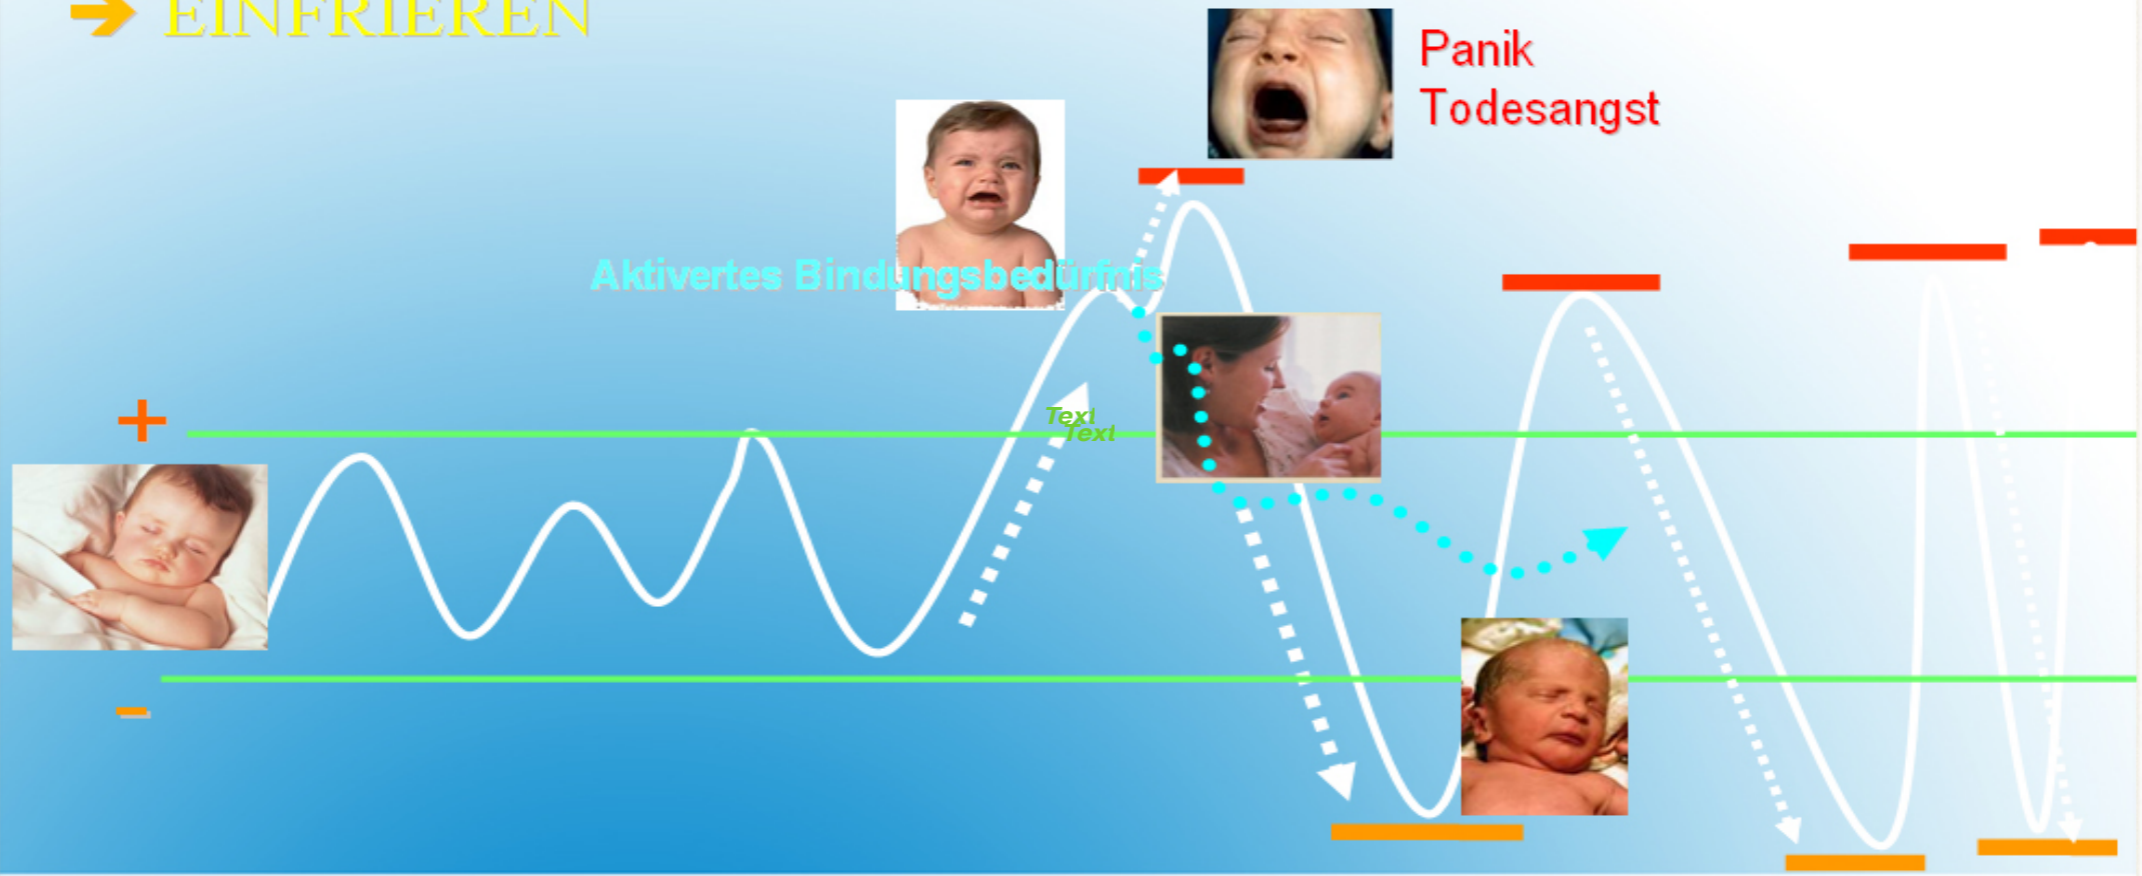 ➔ EINFRIEREN
Panik
Todesangst
Aktivertes Bindungsbedürfnis
+
Text
Text
-